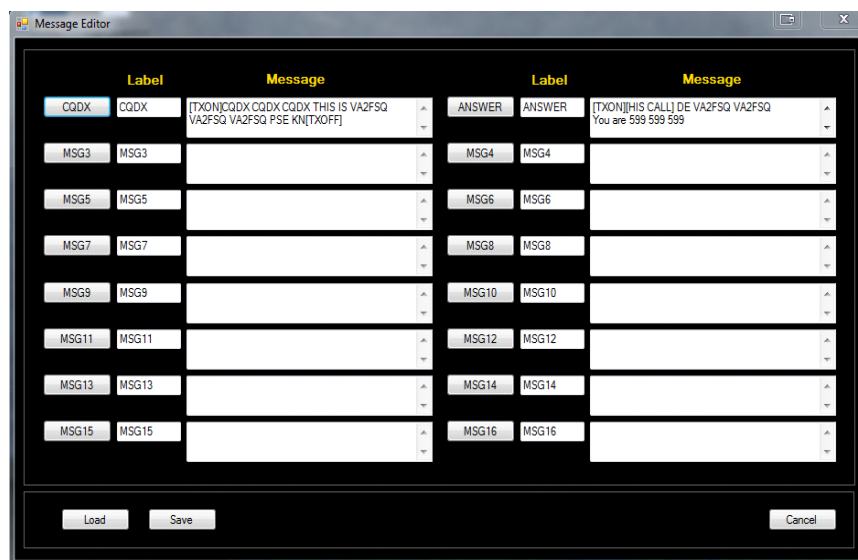 Message Editor
Label Message Label Message
CQDX CQDX [TXON]CQDX CQDX CQDX THIS IS VA2FSQ
VA2FSQ VA2FSQ PSE KN[TXOFF]
ANSWER ANSWER [TXON][HIS CALL] DE VA2FSQ VA2FSQ
You are 599 599 599
MSG3 MSG3 MSG4 MSG4
MSG5 MSG5 MSG6 MSG6
MSG7 MSG7 MSG8 MSG8
MSG9 MSG9 MSG10 MSG10
MSG11 MSG11 MSG12 MSG12
MSG13 MSG13 MSG14 MSG14
MSG15 MSG15 MSG16 MSG16
Load Save Cancel